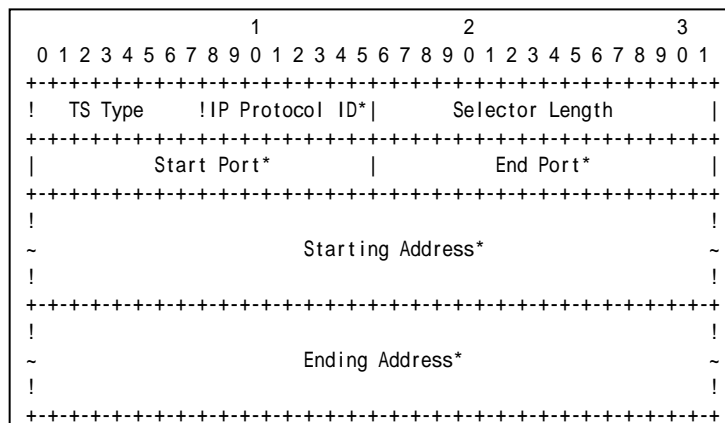 1                   2                   3
 0 1 2 3 4 5 6 7 8 9 0 1 2 3 4 5 6 7 8 9 0 1 2 3 4 5 6 7 8 9 0 1
+-+-+-+-+-+-+-+-+-+-+-+-+-+-+-+-+-+-+-+-+-+-+-+-+-+-+-+-+-+-+-+-+
!   TS Type     !IP Protocol ID*|       Selector Length         |
+-+-+-+-+-+-+-+-+-+-+-+-+-+-+-+-+-+-+-+-+-+-+-+-+-+-+-+-+-+-+-+-+
|           Start Port*         |           End Port*           |
+-+-+-+-+-+-+-+-+-+-+-+-+-+-+-+-+-+-+-+-+-+-+-+-+-+-+-+-+-+-+-+-+
!                                                               !
~                         Starting Address*                     ~
!                                                               !
+-+-+-+-+-+-+-+-+-+-+-+-+-+-+-+-+-+-+-+-+-+-+-+-+-+-+-+-+-+-+-+-+
!                                                               !
~                         Ending Address*                       ~
!                                                               !
+-+-+-+-+-+-+-+-+-+-+-+-+-+-+-+-+-+-+-+-+-+-+-+-+-+-+-+-+-+-+-+-+